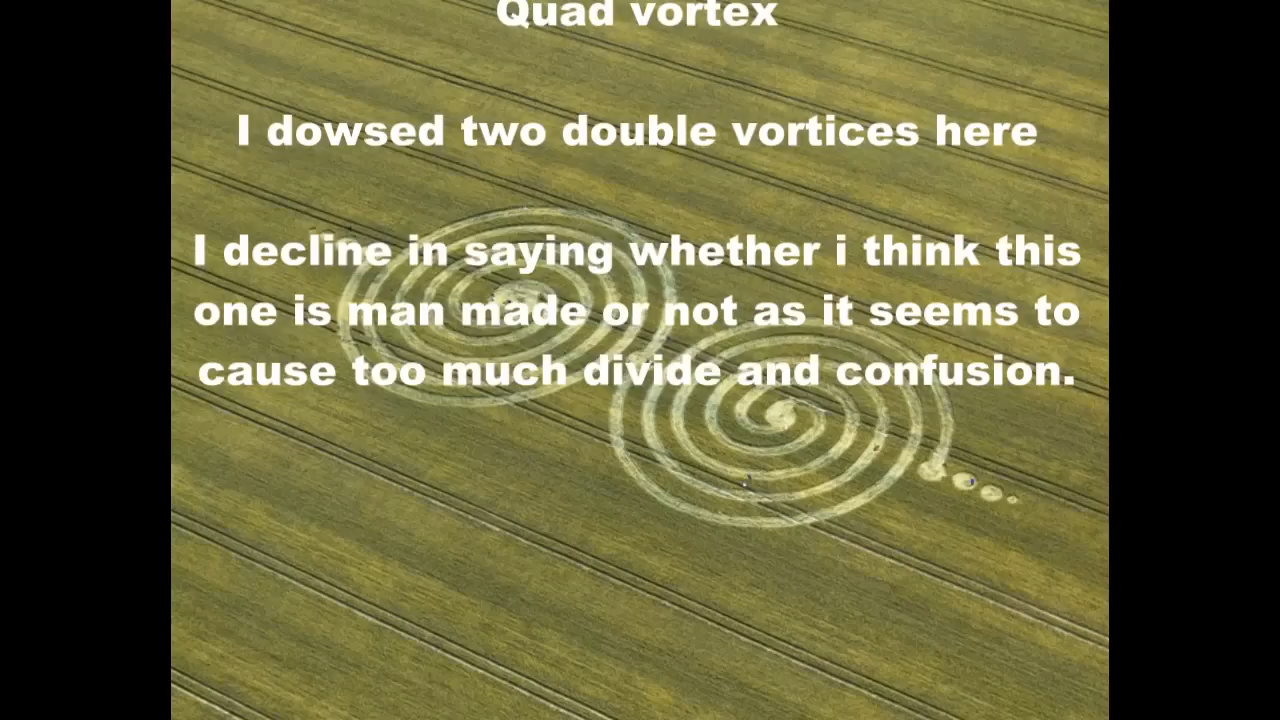 Quad vortex
I dowsed two double vortices here
I decline in saying whether i think this
one is man made or not as it seems to
cause too much divide and confusion.